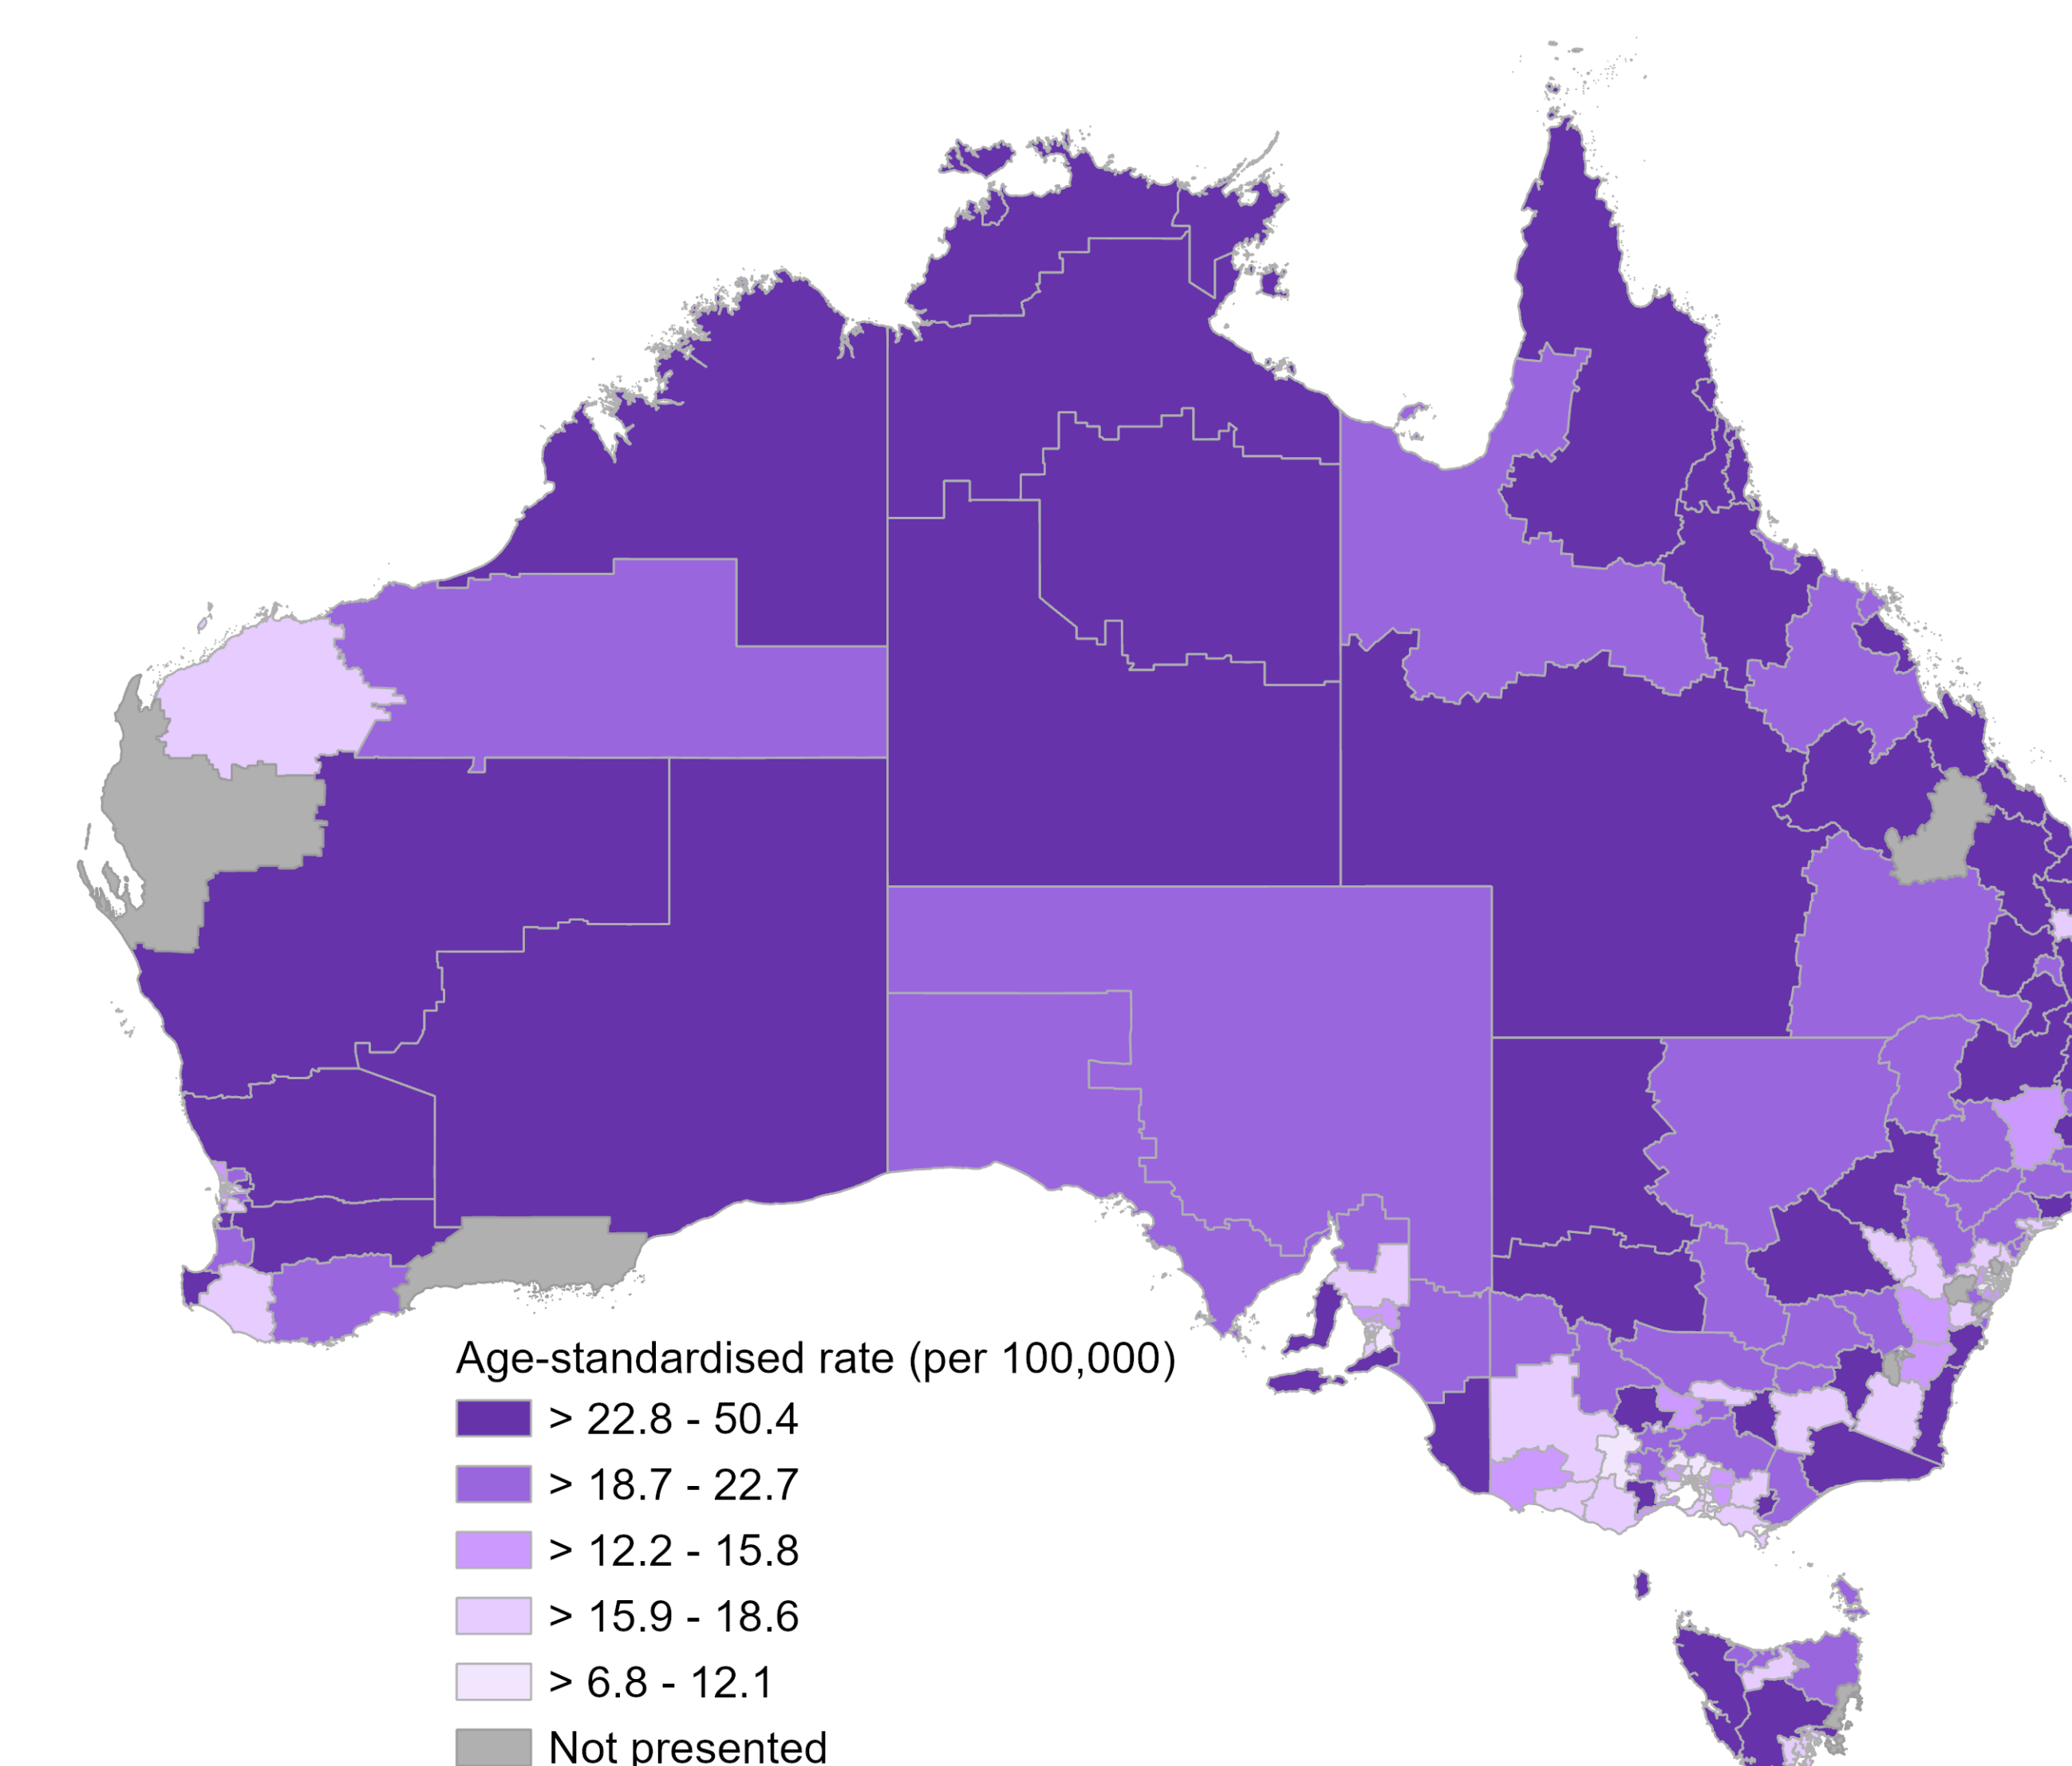 Age-standardised rate (per 100,000)
> 22.8 - 50.4
> 18.7 - 22.7
> 12.2 - 15.8
> 15.9 - 18.6
> 6.8 - 12.1
Not presented